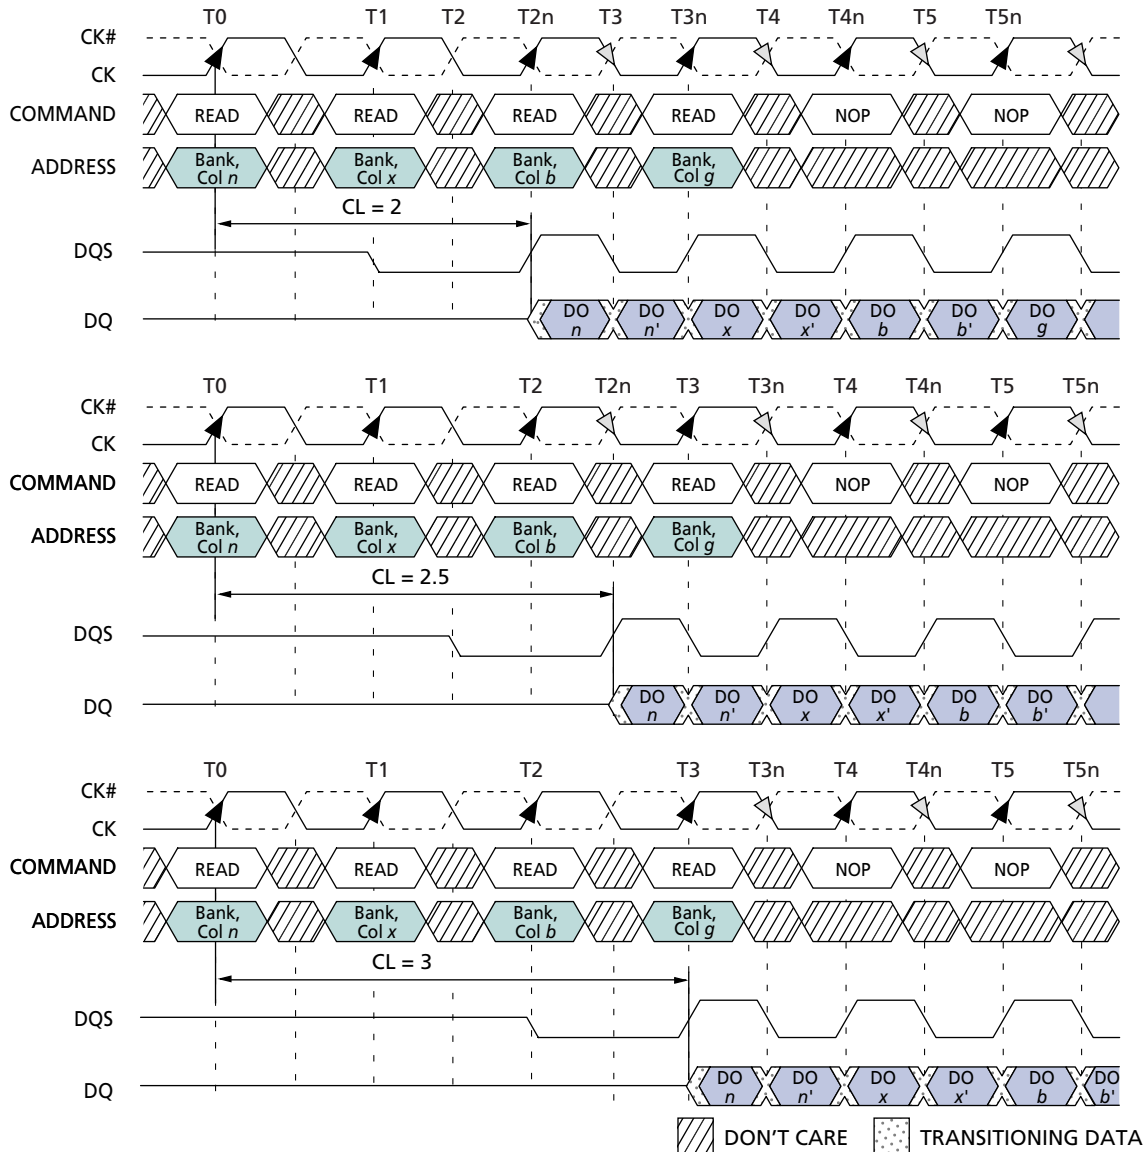 T0 T1 T2 T2n T3 T3n T4 T4n T5 T5n
CK#
CK
COMMAND READ READ READ READ NOP NOP
ADDRESS Bank, Col n Bank, Col x Bank, Col b Bank, Col g
CL = 2
DQS
DQ DO n DO n' DO x DO x' DO b DO b' DO g
T0 T1 T2 T2n T3 T3n T4 T4n T5 T5n
CK#
CK
COMMAND READ READ READ READ NOP NOP
ADDRESS Bank, Col n Bank, Col x Bank, Col b Bank, Col g
CL = 2.5
DQS
DQ DO n DO n' DO x DO x' DO b DO b'
T0 T1 T2 T3 T3n T4 T4n T5 T5n
CK#
CK
COMMAND READ READ READ READ NOP NOP
ADDRESS Bank, Col n Bank, Col x Bank, Col b Bank, Col g
CL = 3
DQS
DQ DO n DO n' DO x DO x' DO b DO b'
DON'T CARE TRANSITIONING DATA